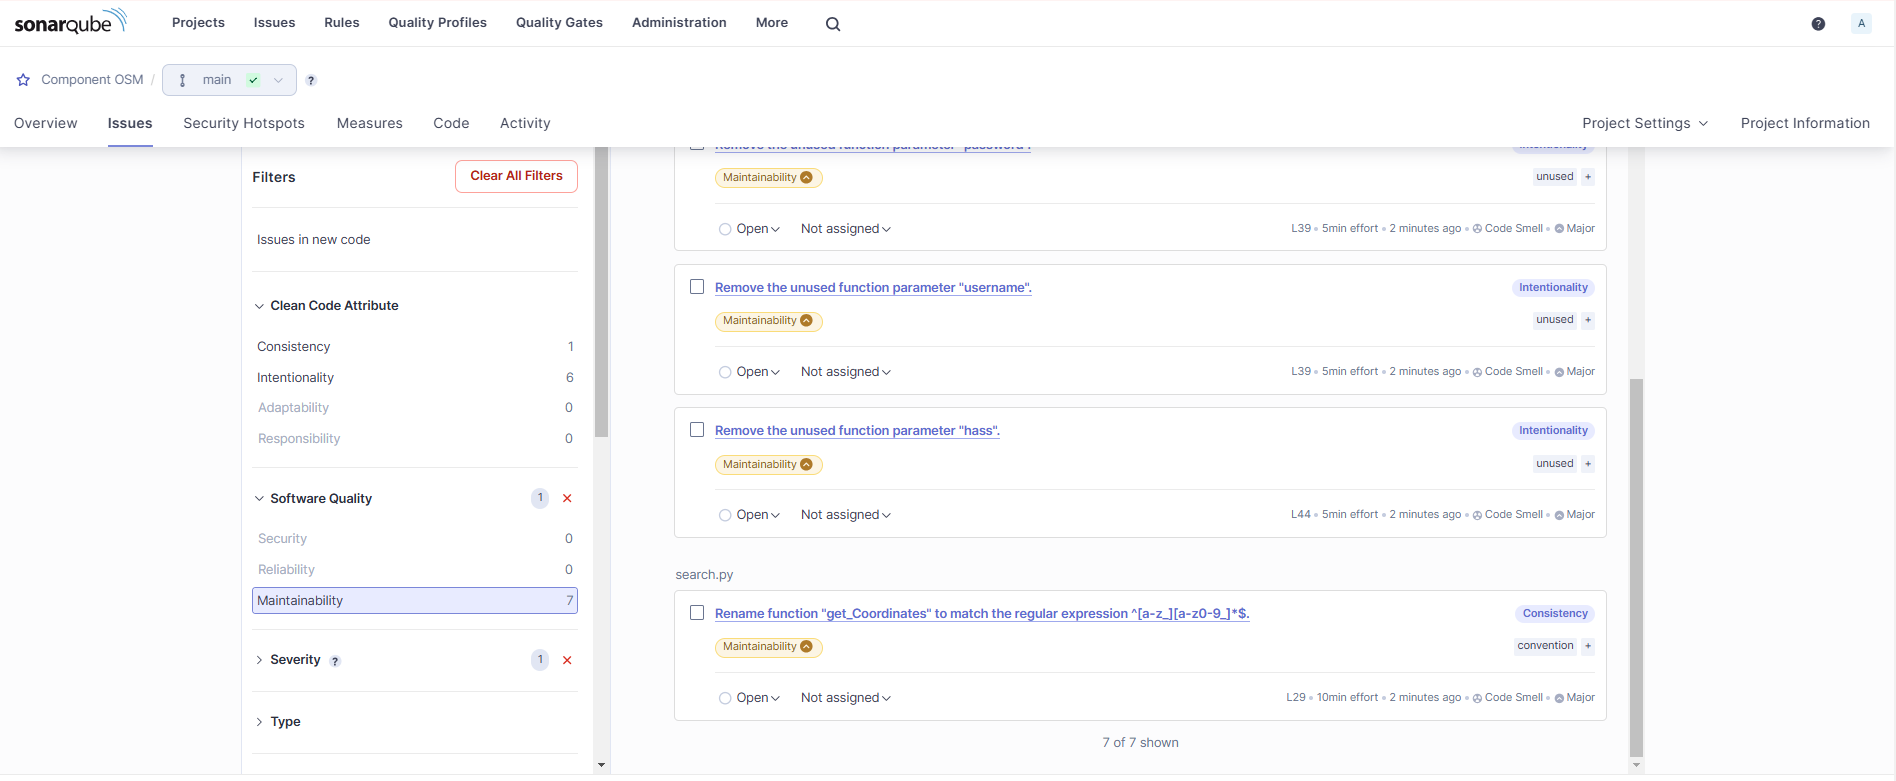 sonarqube
Projects Issues Rules Quality Profiles Quality Gates Administration More ? A
Component OSM / main ?
Overview Issues Security Hotspots Measures Code Activity Project Settings Project Information
Filters Clear All Filters
Issues in new code
Clean Code Attribute
Consistency 1
Intentionality 6
Adaptability 0
Responsibility 0
Software Quality 1
Security 0
Reliability 0
Maintainability 7
Severity ? 1
Type
Remove the unused function parameter "password". Intentionality
Maintainability unused +
Open Not assigned L39 • 5min effort • 2 minutes ago • Code Smell • Major
Remove the unused function parameter "username". Intentionality
Maintainability unused +
Open Not assigned L39 • 5min effort • 2 minutes ago • Code Smell • Major
Remove the unused function parameter "hass". Intentionality
Maintainability unused +
Open Not assigned L44 • 5min effort • 2 minutes ago • Code Smell • Major
search.py
Rename function "get_Coordinates" to match the regular expression ^[a-z_][a-z0-9_]*$. Consistency
Maintainability convention +
Open Not assigned L29 • 10min effort • 2 minutes ago • Code Smell • Major
7 of 7 shown